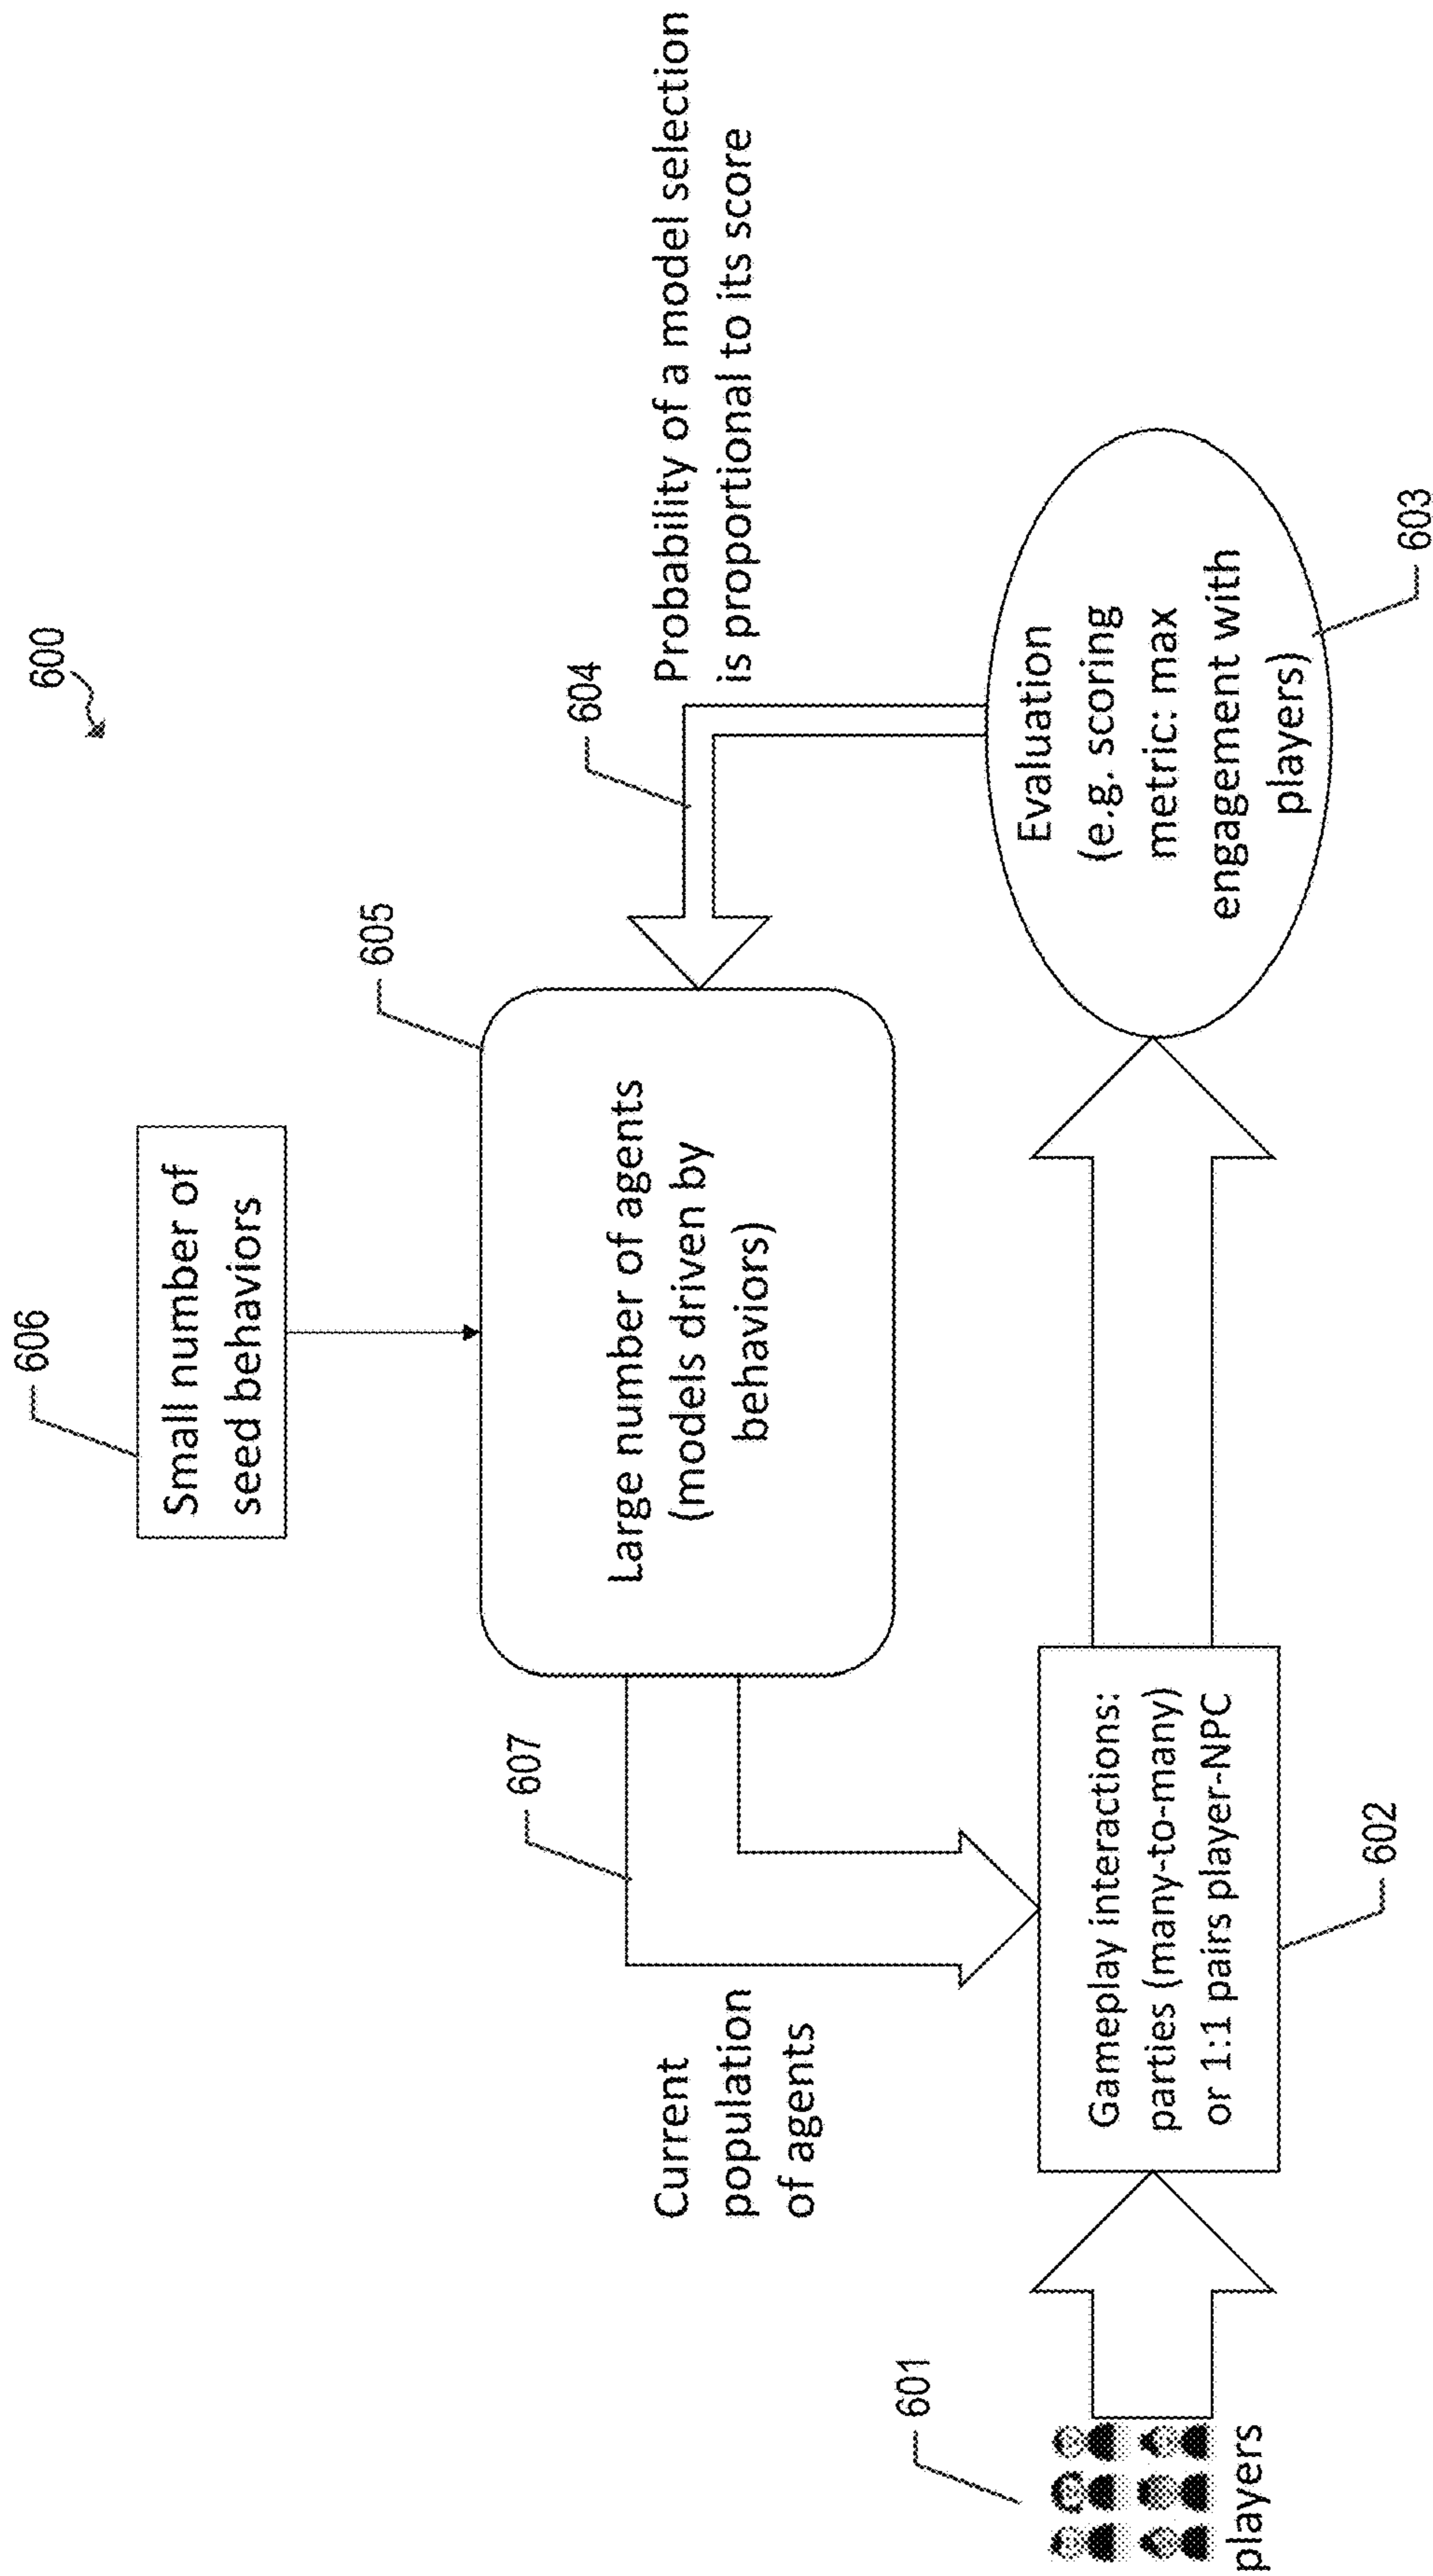 600
606
Small number of
seed behaviors
605
Large number of agents
(models driven by
behaviors)
604
Probability of a model selection
is proportional to its score
607
Current
population
of agents
601
players
Gameplay interactions:
parties (many-to-many)
or 1:1 pairs player-NPC
602
Evaluation
(e.g. scoring
metric: max
engagement with
players)
603